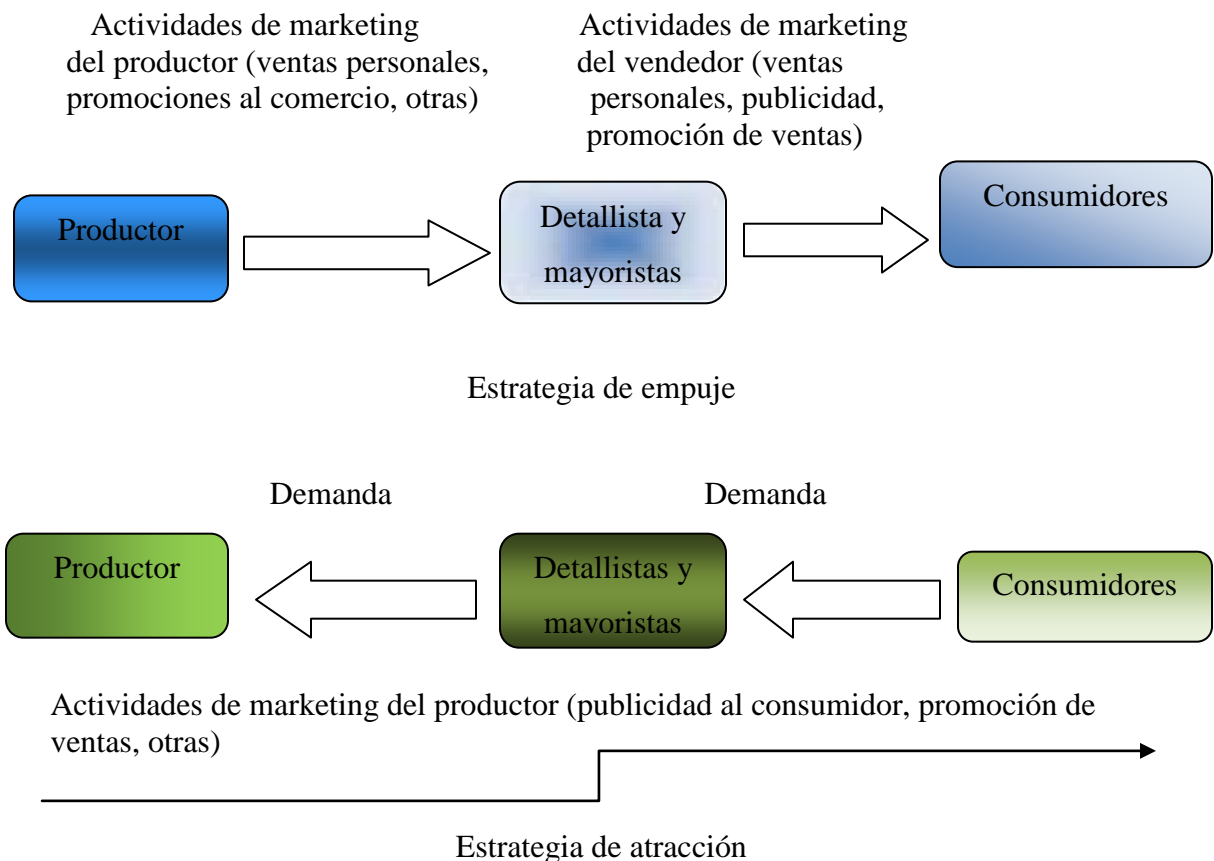 Actividades de marketing
del productor (ventas personales,
promociones al comercio, otras)
Actividades de marketing
del vendedor (ventas
personales, publicidad,
promoción de ventas)
Productor
Detallista y
mayoristas
Consumidores
Estrategia de empuje
Demanda
Demanda
Productor
Detallistas y
mavoristas
Consumidores
Actividades de marketing del productor (publicidad al consumidor, promoción de
ventas, otras)
Estrategia de atracción